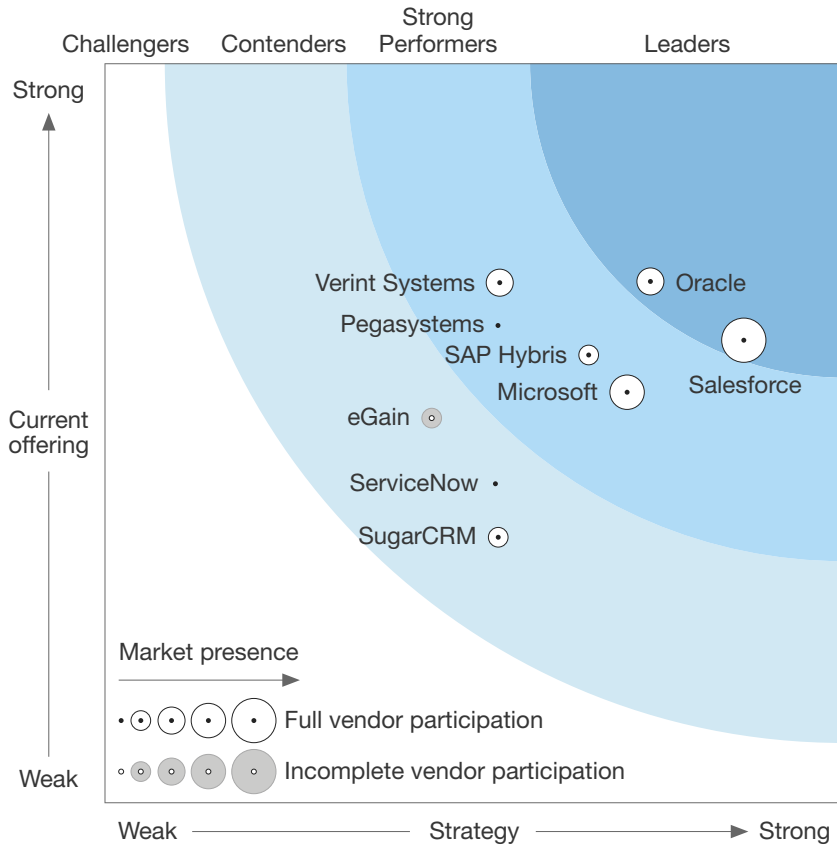 Challengers
Contenders
Strong
Performers
Leaders
Strong
Verint Systems
Oracle
Pegasystems
SAP Hybris
Salesforce
Microsoft
Current
offering
eGain
ServiceNow
SugarCRM
Market presence
Full vendor participation
Incomplete vendor participation
Weak
Weak
Strategy
Strong